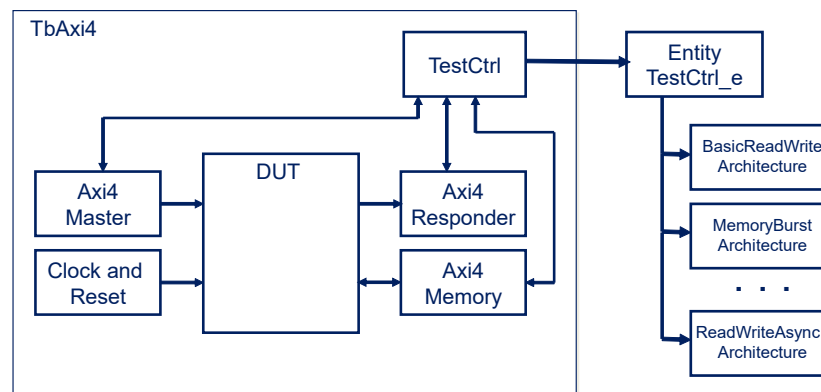 TbAxi4
TestCtrl
Entity
TestCtrl_e
BasicReadWrite
Architecture
DUT
Axi4
Master
Axi4
Responder
MemoryBurst
Architecture
Clock and
Reset
Axi4
Memory
. . .
ReadWriteAsync
Architecture